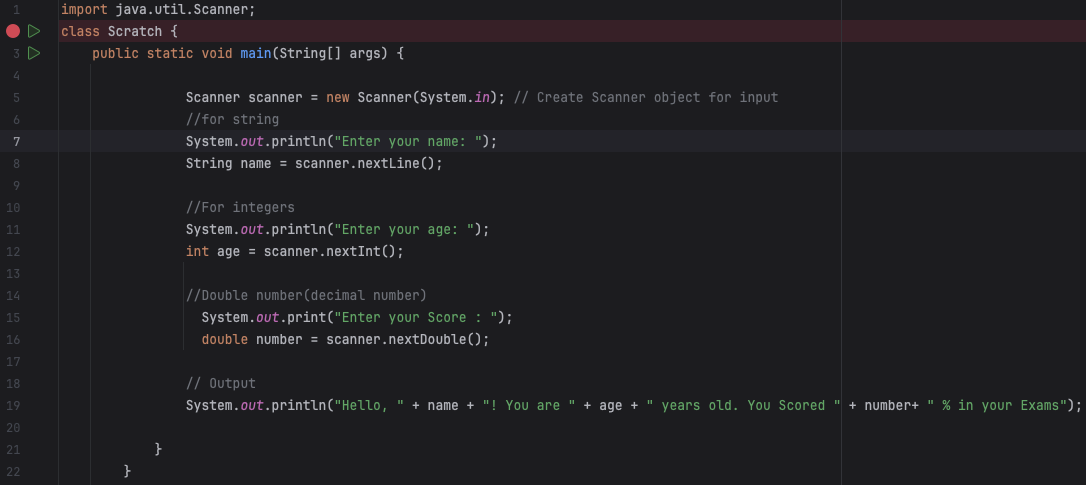 1 import java.util.Scanner;
class Scratch {
3 public static void main(String[] args) {
4
5 Scanner scanner = new Scanner(System.in); // Create Scanner object for input
6 //for string
7 System.out.println("Enter your name: ");
8 String name = scanner.nextLine();
9
10 //For integers
11 System.out.println("Enter your age: ");
12 int age = scanner.nextInt();
13
14 //Double number(decimal number)
15 System.out.print("Enter your Score : ");
16 double number = scanner.nextDouble();
17
18 // Output
19 System.out.println("Hello, " + name + "! You are " + age + " years old. You Scored " + number+ " % in your Exams");
20
21 }
22 }